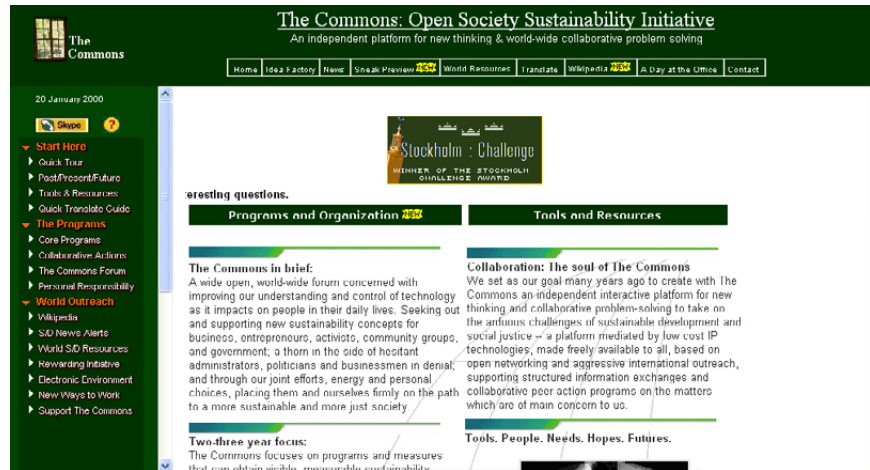 The Commons: Open Society Sustainability Initiative
An independent platform for new thinking & world-wide collaborative problem solving
The
Commons
Home Idea Factory News Sneak Preview NEW World Resources Translate Wikipedia NEW A Day at the Office Contact
20 January 2000
Skype ?
Start Here
Quick Tour
Past/Present/Future
Tools & Resources
Quick Translate Guide
The Programs
Core Programs
Collaborative Actions
The Commons Forum
Personal Responsibility
World Outreach
Wikipedia
S/D News Alerts
World S/D Resources
Rewarding Initiative
Electronic Environment
New Ways to Work
Support The Commons
Stockholm : Challenge
WINNER OF THE STOCKHOLM
CHALLENGE AWARD
eresting questions.
Programs and Organization NEW
The Commons in brief:
A wide open, world-wide forum concerned with
improving our understanding and control of technology
as it impacts on people in their daily lives. Seeking out
and supporting new sustainability concepts for
business, entrepreneurs, activists, community groups,
and government; a thorn in the side of hesitant
administrators, politicians and businessmen in denial;
and through our joint efforts, energy and personal
choices, placing them and ourselves firmly on the path
to a more sustainable and more just society.
Two-three year focus:
The Commons focuses on programs and measures
that can obtain visible, measurable sustainability
Tools and Resources
Collaboration: The soul of The Commons
We set as our goal many years ago to create with The
Commons an independent interactive platform for new
thinking and collaborative problem-solving to take on
the arduous challenges of sustainable development and
social justice -- a platform mediated by low cost IP
technologies, made freely available to all, based on
open networking and aggressive international outreach,
supporting structured information exchanges and
collaborative peer action programs on the matters
which are of main concern to us.
Tools. People. Needs. Hopes. Futures.